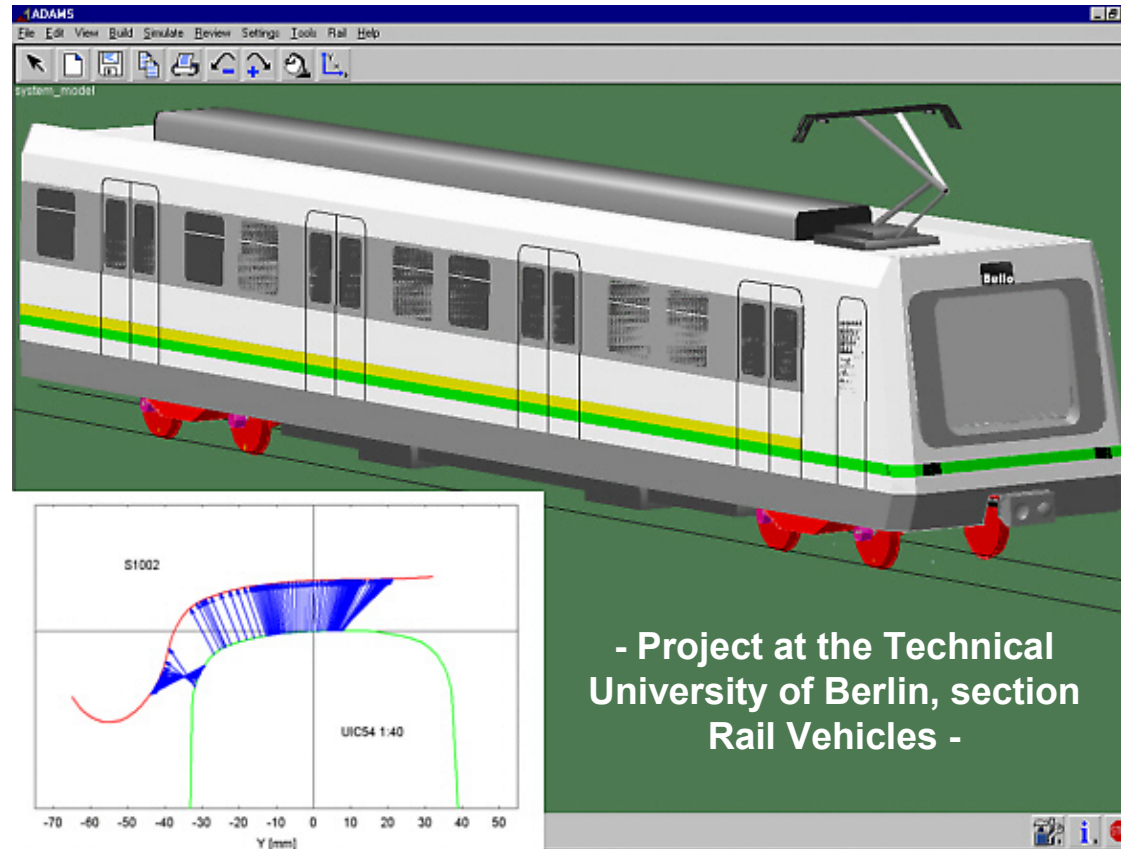 ADAMS
File Edit View Build Simulate Review Settings Tools Rail Help
system_model
Bello
S1002
UIC54 1:40
-70 -60 -50 -40 -30 -20 -10 0 10 20 30 40 50
Y [mm]
- Project at the Technical
University of Berlin, section
Rail Vehicles -